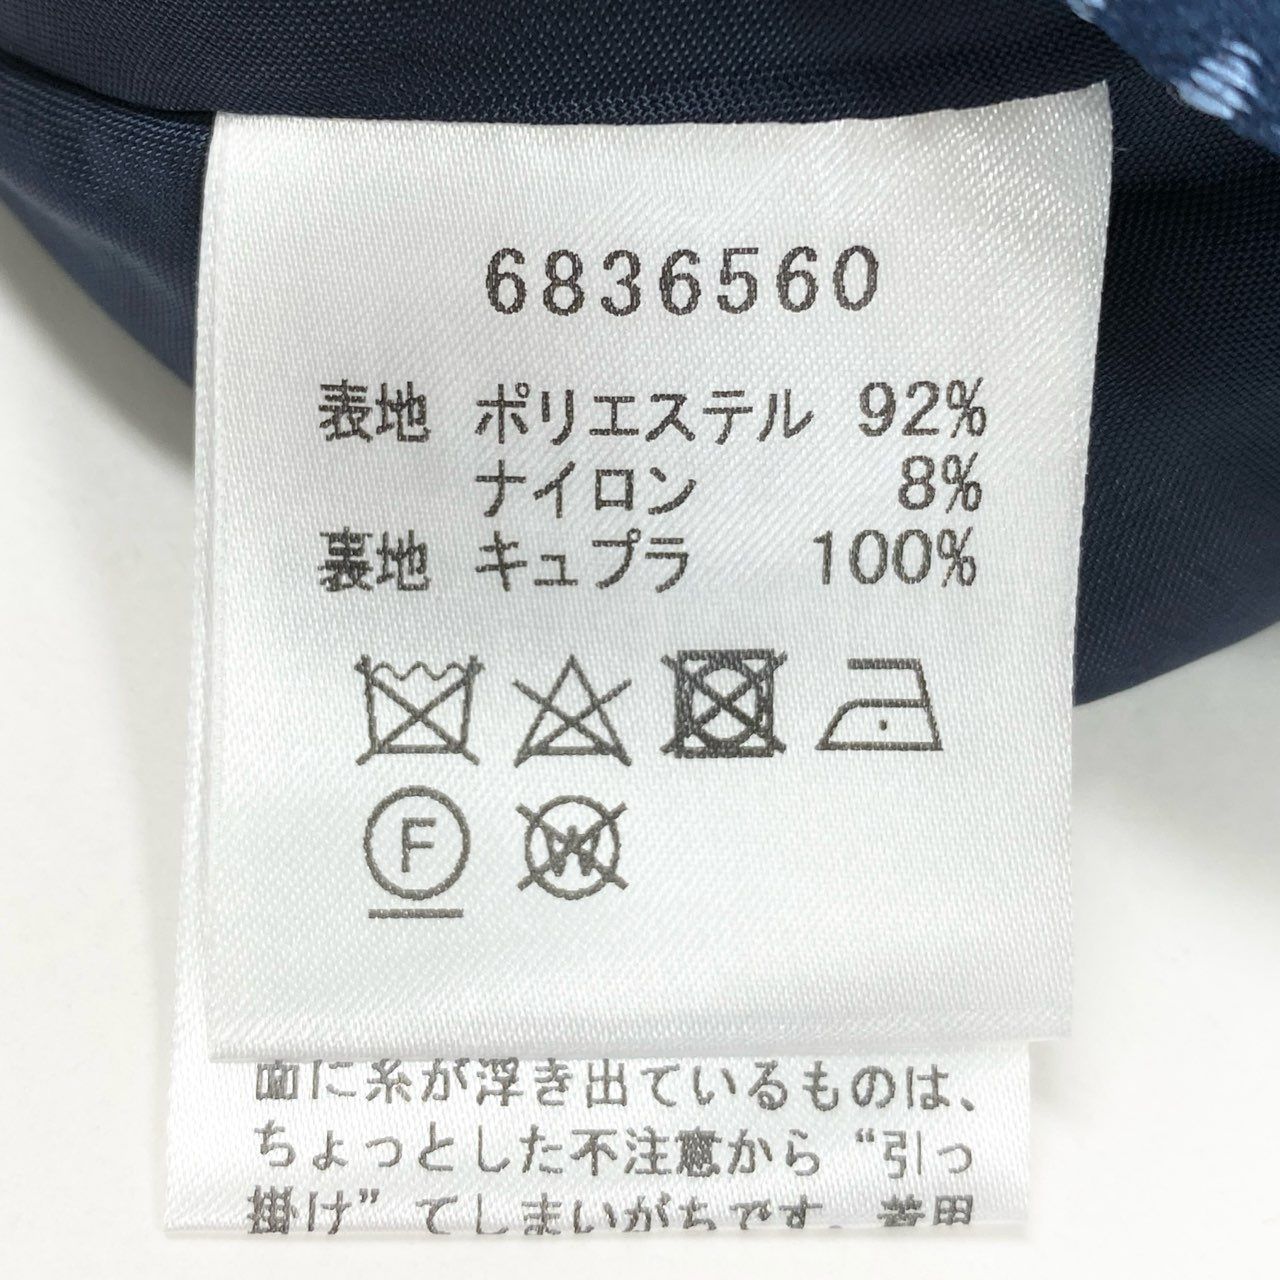 6836560
表地 ポリエステル 92%
ナイロン 8%
裏地 キュプラ 100%
F
W
面に糸が浮き出ているものは、
ちょっとした不注意から“引っ
掛け”てしまいがちです。着用